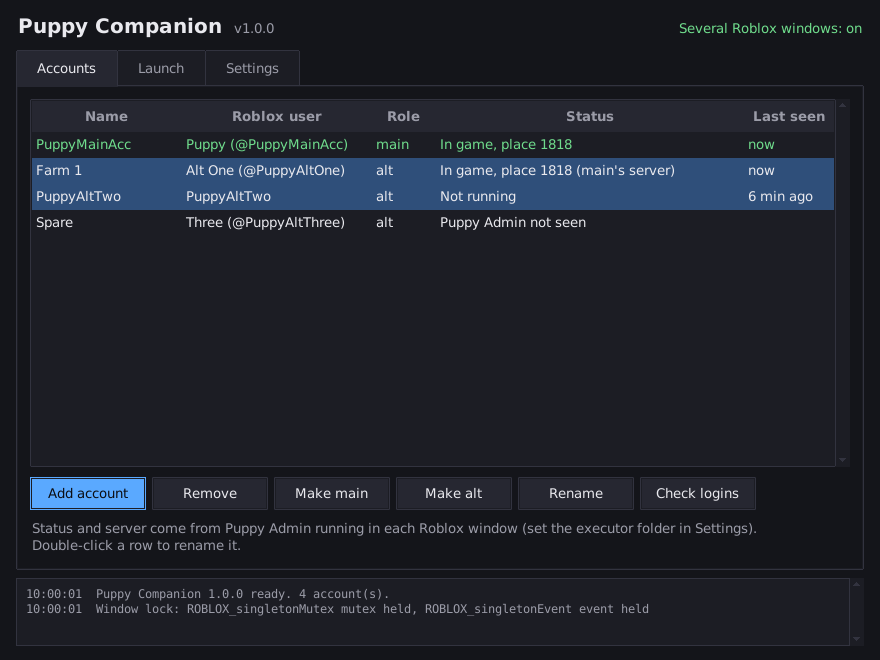 Puppy Companion v1.0.0 Several Roblox windows: on
Accounts Launch Settings
Name Roblox user Role Status Last seen
PuppyMainAcc Puppy (@PuppyMainAcc) main In game, place 1818 now
Farm 1 Alt One (@PuppyAltOne) alt In game, place 1818 (main's server) now
PuppyAltTwo PuppyAltTwo alt Not running 6 min ago
Spare Three (@PuppyAltThree) alt Puppy Admin not seen
Add account Remove Make main Make alt Rename Check logins
Status and server come from Puppy Admin running in each Roblox window (set the executor folder in Settings).
Double-click a row to rename it.
10:00:01 Puppy Companion 1.0.0 ready. 4 account(s).
10:00:01 Window lock: ROBLOX_singletonMutex mutex held, ROBLOX_singletonEvent event held